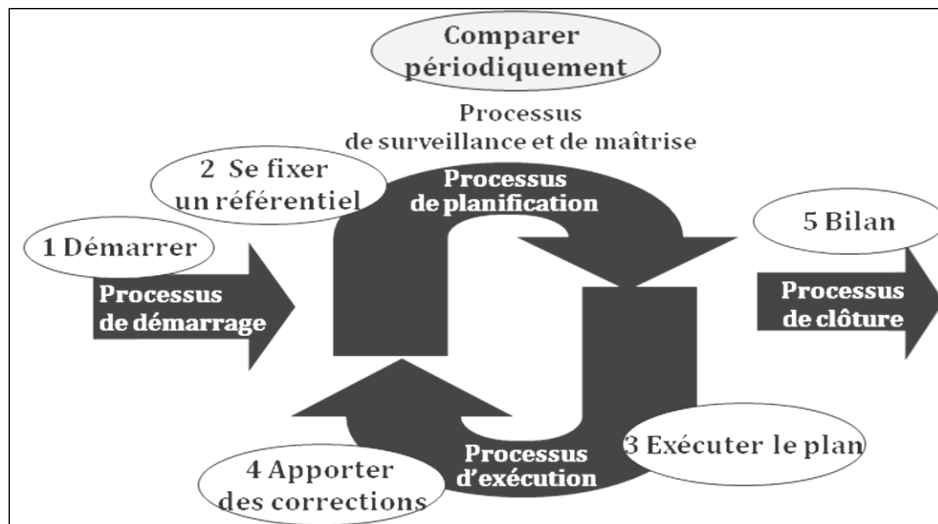 Comparer
périodiquement
Processus
de surveillance et de maîtrise
2 Se fixer
un référentiel
Processus
de planification
1 Démarrer
5 Bilan
Processus
de démarrage
Processus
de clôture
3 Exécuter le plan
Processus
d'exécution
4 Apporter
des corrections